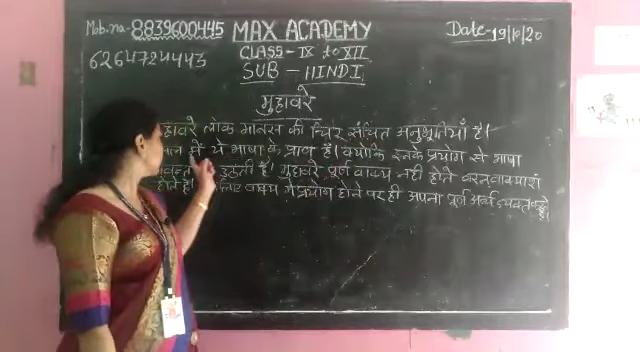 Mob.no- 8839600445 MAX ACADEMY Date-19/10/20
6264724443 CLASS-IX to XII
SUB - HINDI
मुहावरे
हावरे लोक मानस की चिर संचित अनुभूतियाँ हैं।
में ये भाषा के प्राण हैं। क्योकि इनके प्रयोग से भाषा
उठती है। मुहावरे पूर्ण वाक्य नही होते वरन वाक्यांश
होते हैं। लिए वाक्य में प्रयोग होने पर ही अपना पूर्ण अर्थ व्यक्त करते हैं।